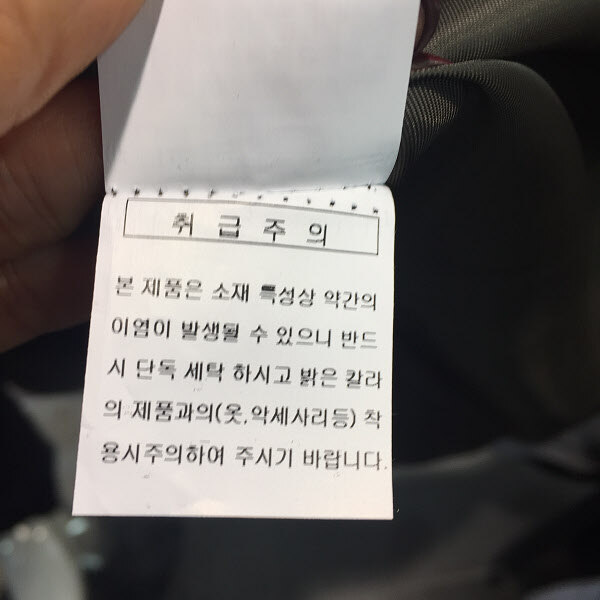 취급주의
본 제품은 소재 특성상 약간의
이염이 발생될 수 있으니 반드
시 단독 세탁 하시고 밝은 칼라
의 제품과의(옷.악세사리등) 착
용시주의하여 주시기 바랍니다.